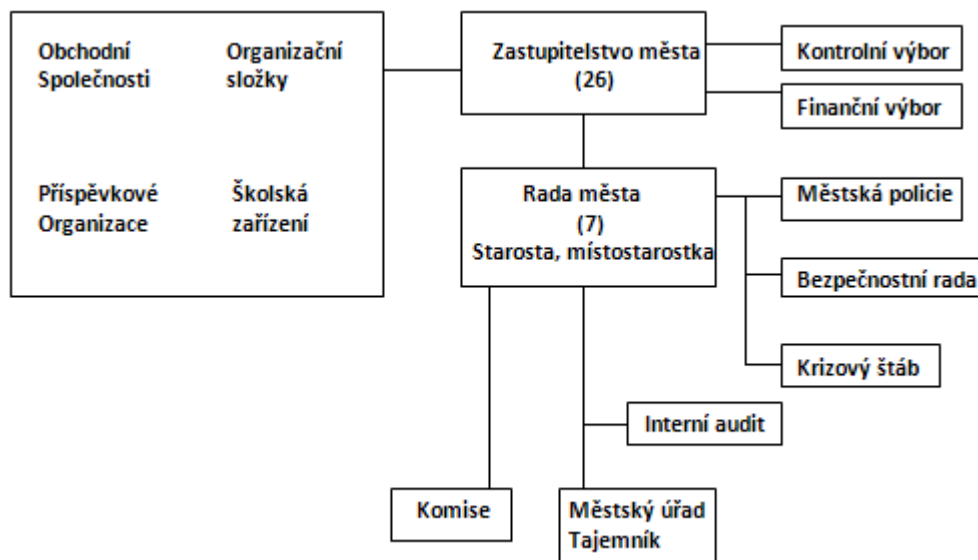 Obchodní
Společnosti
Organizační
složky
Příspěvkové
Organizace
Školská
zařízení
Zastupitelstvo města
(26)
Kontrolní výbor
Finanční výbor
Rada města
(7)
Starosta, místostarostka
Městská policie
Bezpečnostní rada
Krizový štáb
Interní audit
Komise
Městský úřad
Tajemník